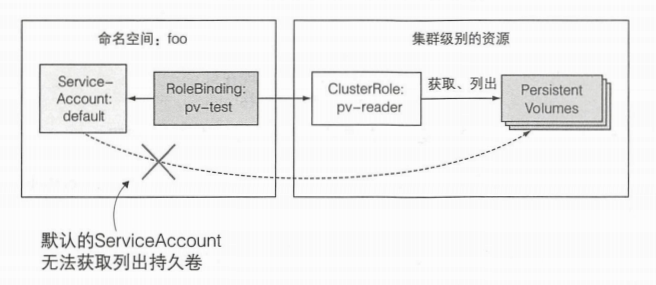 命名空间：foo
集群级别的资源
Service-
Account:
default
RoleBinding:
pv-test
ClusterRole:
pv-reader
获取、列出
Persistent
Volumes
默认的ServiceAccount
无法获取列出持久卷